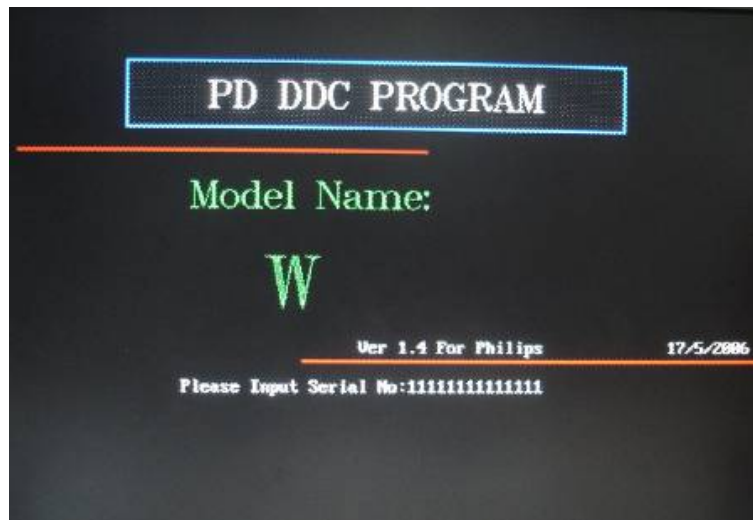 PD DDC PROGRAM
Model Name:
W
Ver 1.4 For Philips 17/5/2006
Please Input Serial No:11111111111111